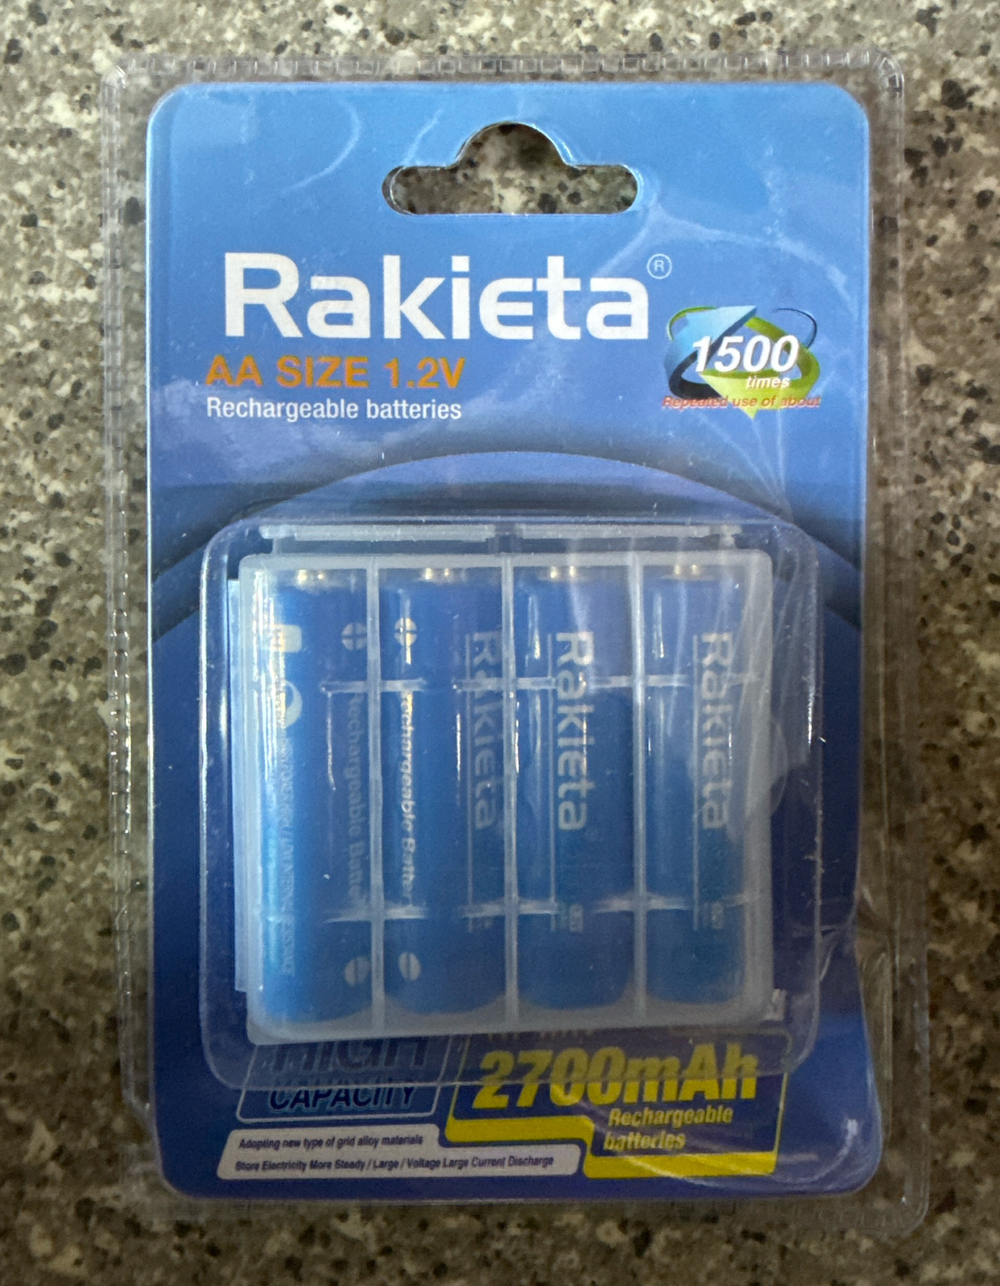 Rakieta®
AA SIZE 1.2V
Rechargeable batteries
1500
times
Repeated use of about
Rechargeable Batter
Rechargeable Batte
Rakieta
Rakieta
Rakieta
HIGH
CAPACITY
2700mAh
Rechargeable
batteries
Adopting new type of grid alloy materials
Store Electricity More Steady / Large / Voltage Large Current Discharge